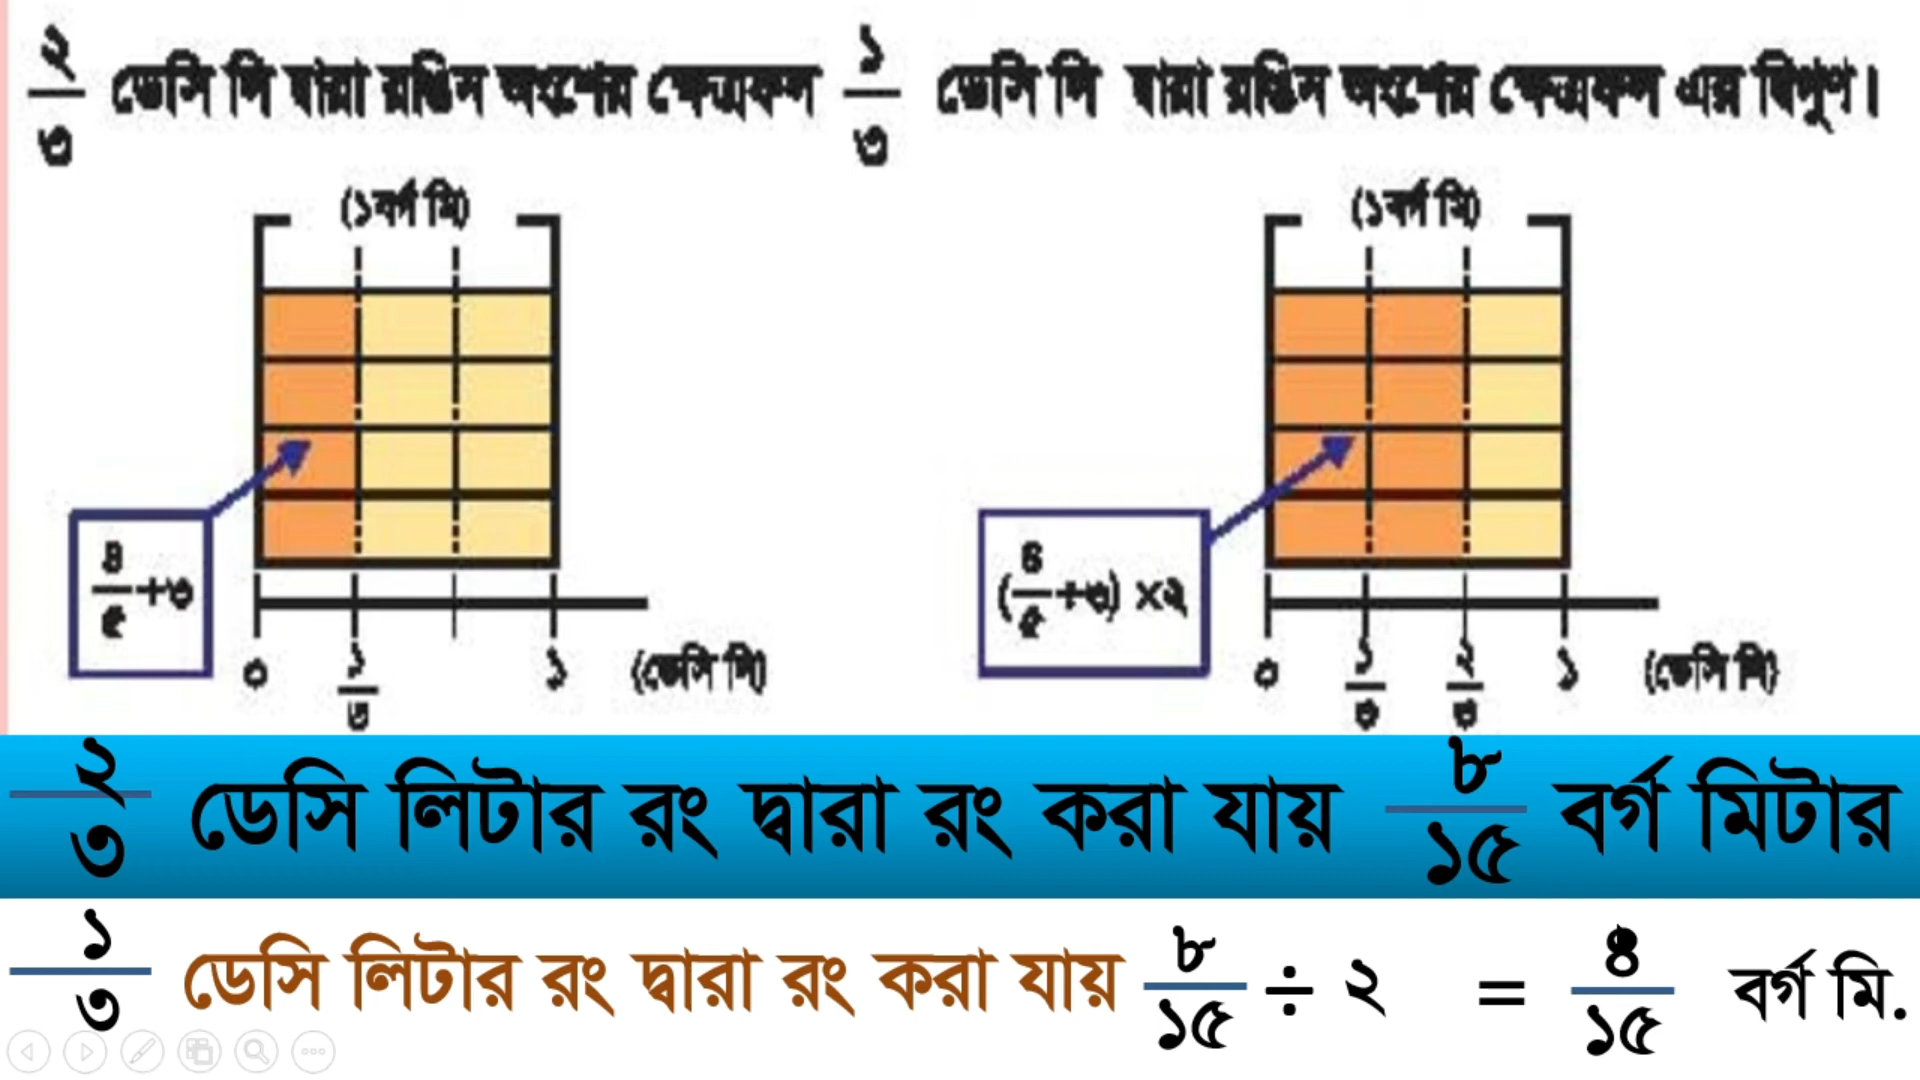 ২/৩ ডেসি লি দ্বারা রঙিন অংশের ক্ষেত্রফল ১/৩ ডেসি লি দ্বারা রঙিন অংশের ক্ষেত্রফল এর দ্বিগুণ।
(১বর্গ মি) (১বর্গ মি)
৪/৫ ÷ ৩ (৪/৫ ÷ ৩) × ২
০ ১/৩ ১ (ডেসি লি) ০ ১/৩ ২/৩ ১ (ডেসি লি)
২/৩ ডেসি লিটার রং দ্বারা রং করা যায় ৮/১৫ বর্গ মিটার
১/৩ ডেসি লিটার রং দ্বারা রং করা যায় ৮/১৫ ÷ ২ = ৪/১৫ বর্গ মি.